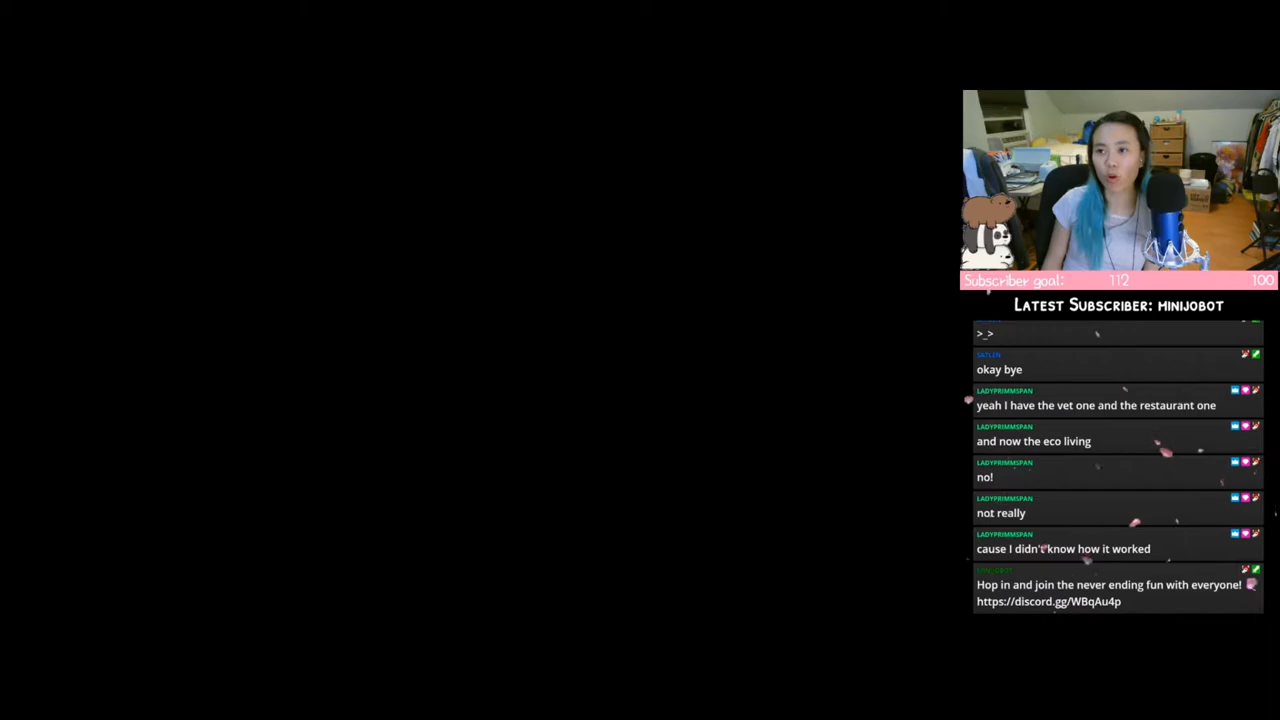 Subscriber goal: 112 100
LATEST SUBSCRIBER: MINIJOBOT
>_>
SATLEN
okay bye
LADYPRIMMSPAN
yeah I have the vet one and the restaurant one
LADYPRIMMSPAN
and now the eco living
LADYPRIMMSPAN
no!
LADYPRIMMSPAN
not really
LADYPRIMMSPAN
cause I didn't know how it worked
Hop in and join the never ending fun with everyone!
https://discord.gg/WBqAu4p